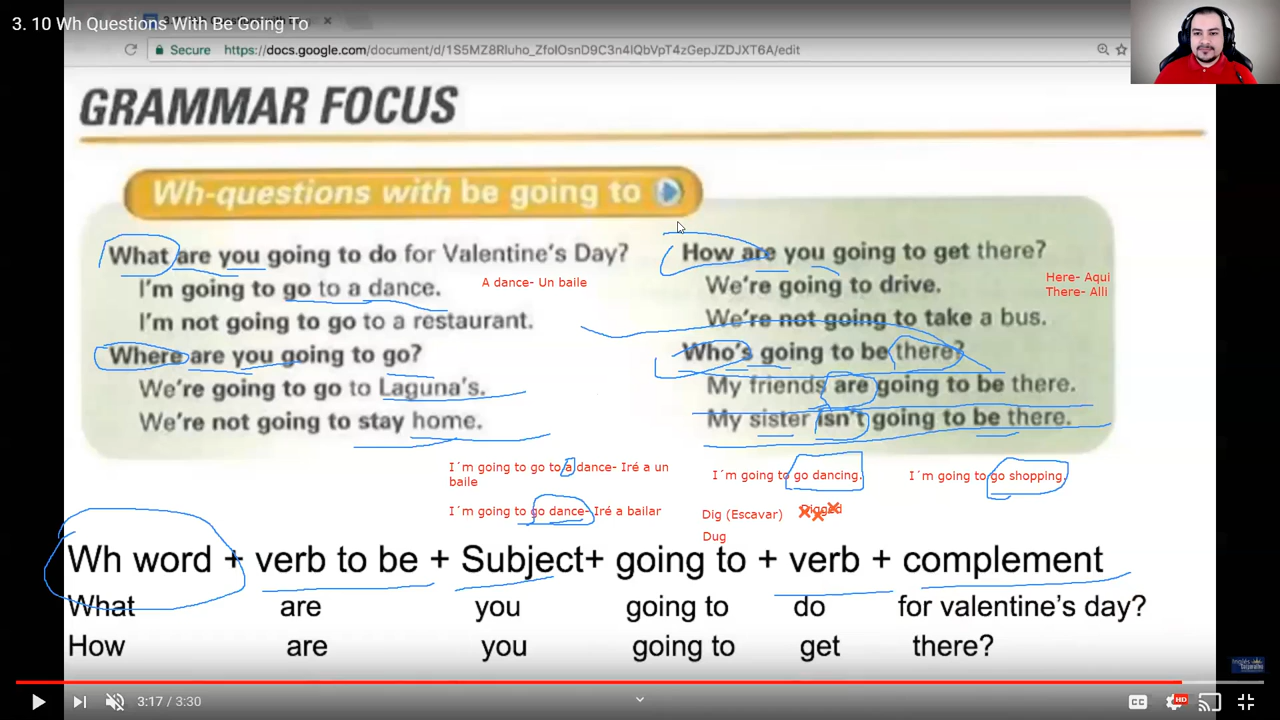 3. 10 Wh Questions With Be Going To
Secure
https://docs.google.com/document/d/1S5MZ8Rluho_ZfolOsnD9C3n4lQbVpT4zGepJZDJXT6A/edit
GRAMMAR FOCUS
Wh-questions with be going to
What are you going to do for Valentine's Day?
I'm going to go to a dance.
A dance- Un baile
I'm not going to go to a restaurant.
Where are you going to go?
We're going to go to Laguna's.
We're not going to stay home.
How are you going to get there?
We're going to drive.
Here- Aqui
There- Alli
We're not going to take a bus.
Who's going to be there?
My friends are going to be there.
My sister isn't going to be there.
I´m going to go to a dance- Iré a un
baile
I´m going to go dance- Iré a bailar
I´m going to go dancing.
I´m going to go shopping.
Dig (Escavar) Digged
Dug
Wh word + verb to be + Subject+ going to + verb + complement
What are you going to do for valentine's day?
How are you going to get there?
3:17 / 3:30
CC
HD